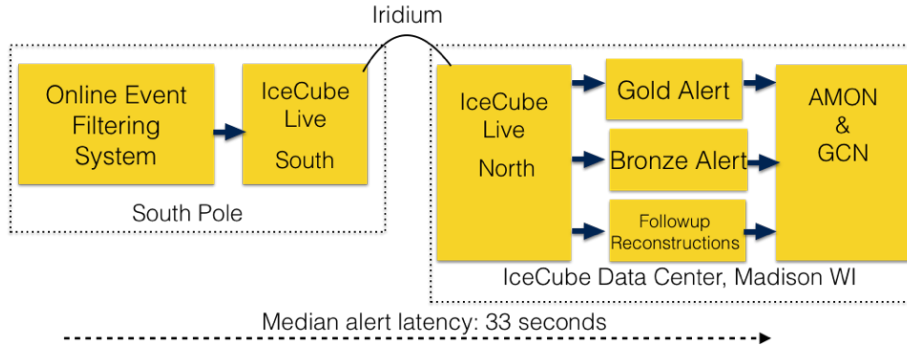 Iridium
Online Event
Filtering
System
IceCube
Live
South
South Pole
IceCube
Live
North
Gold Alert
Bronze Alert
Followup
Reconstructions
AMON
&
GCN
IceCube Data Center, Madison WI
Median alert latency: 33 seconds